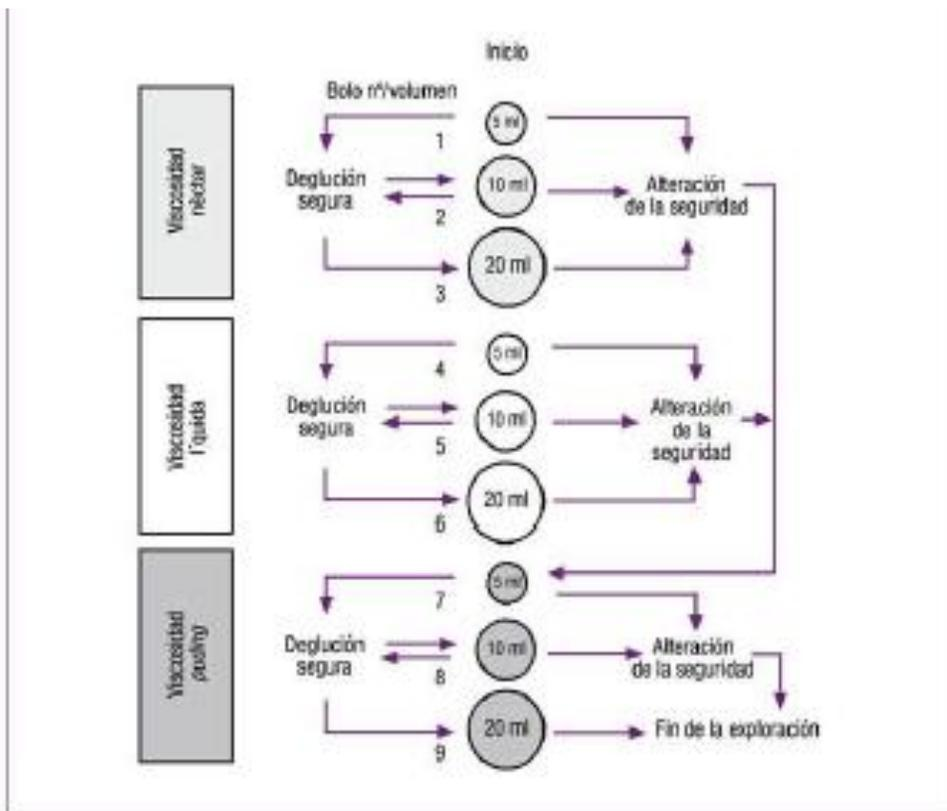 Inicio
Bolo nº/volumen
Viscosidad
néctar
1
5 ml
Deglución
segura
10 ml
Alteración
de la seguridad
2
20 ml
3
Viscosidad
líquida
4
5 ml
Deglución
segura
10 ml
Alteración
de la
seguridad
5
20 ml
6
Viscosidad
puding
7
5 ml
Deglución
segura
10 ml
Alteración
de la seguridad
8
20 ml
Fin de la exploración
9